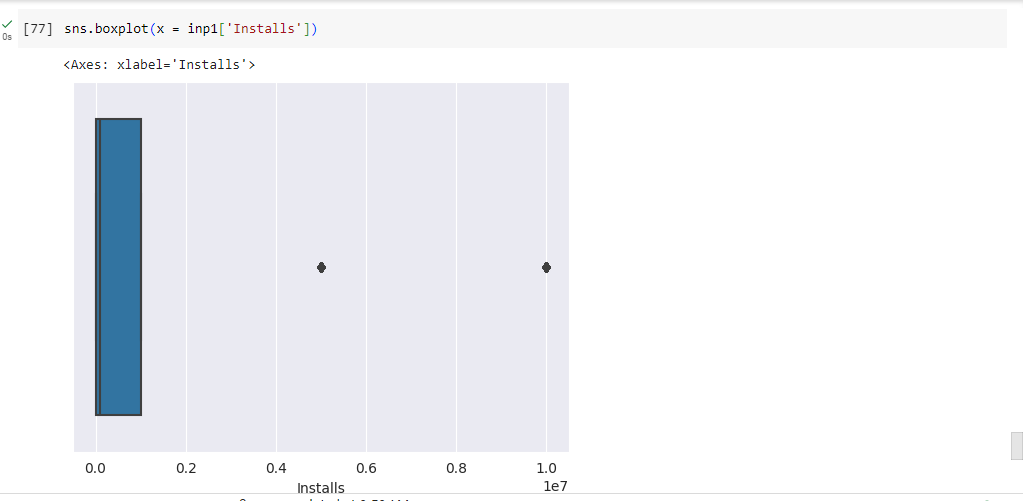 [77] sns.boxplot(x = inp1['Installs'])
0s
<Axes: xlabel='Installs'>
0.0 0.2 0.4 0.6 0.8 1.0
1e7
Installs